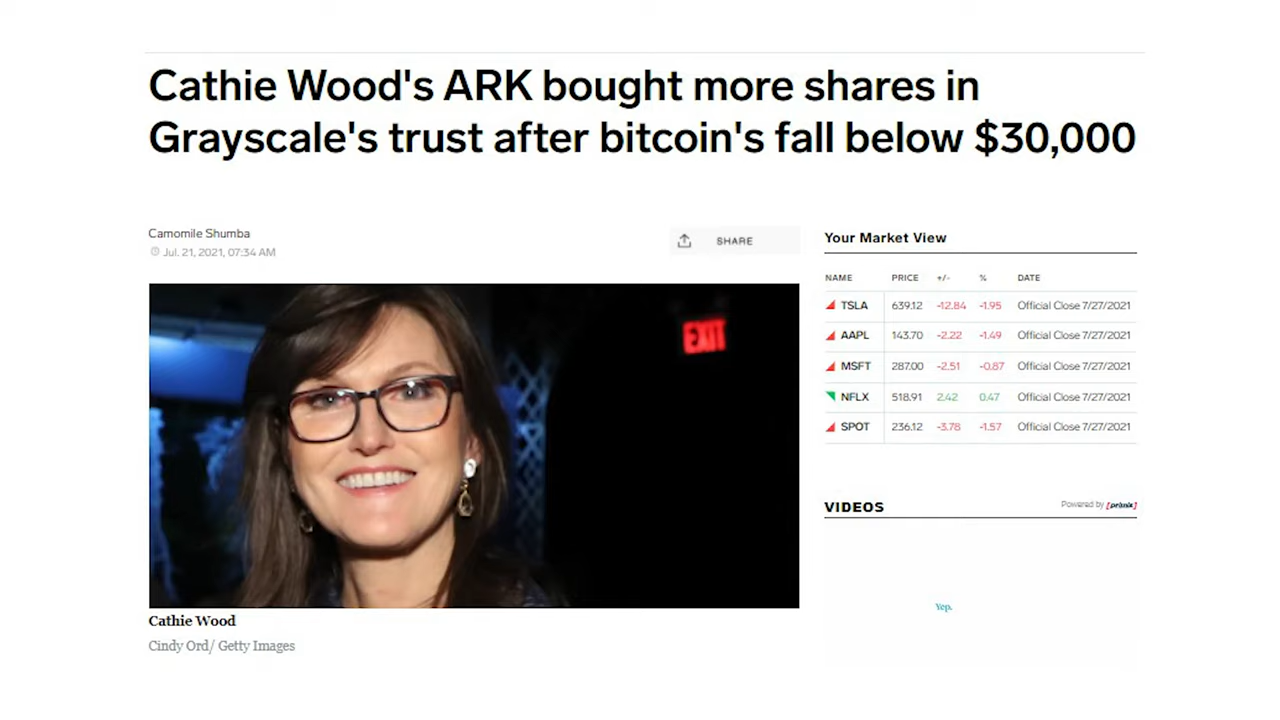 Cathie Wood's ARK bought more shares in
Grayscale's trust after bitcoin's fall below $30,000
Camomile Shumba
Jul. 21, 2021, 07:34 AM
SHARE
EXIT
Cathie Wood
Cindy Ord/ Getty Images
Your Market View
NAME PRICE +/- % DATE
TSLA 639.12 -12.84 -1.95 Official Close 7/27/2021
AAPL 143.70 -2.22 -1.49 Official Close 7/27/2021
MSFT 287.00 -2.51 -0.87 Official Close 7/27/2021
NFLX 518.91 2.42 0.47 Official Close 7/27/2021
SPOT 236.12 -3.78 -1.57 Official Close 7/27/2021
VIDEOS
Powered by [primis]
Yep.